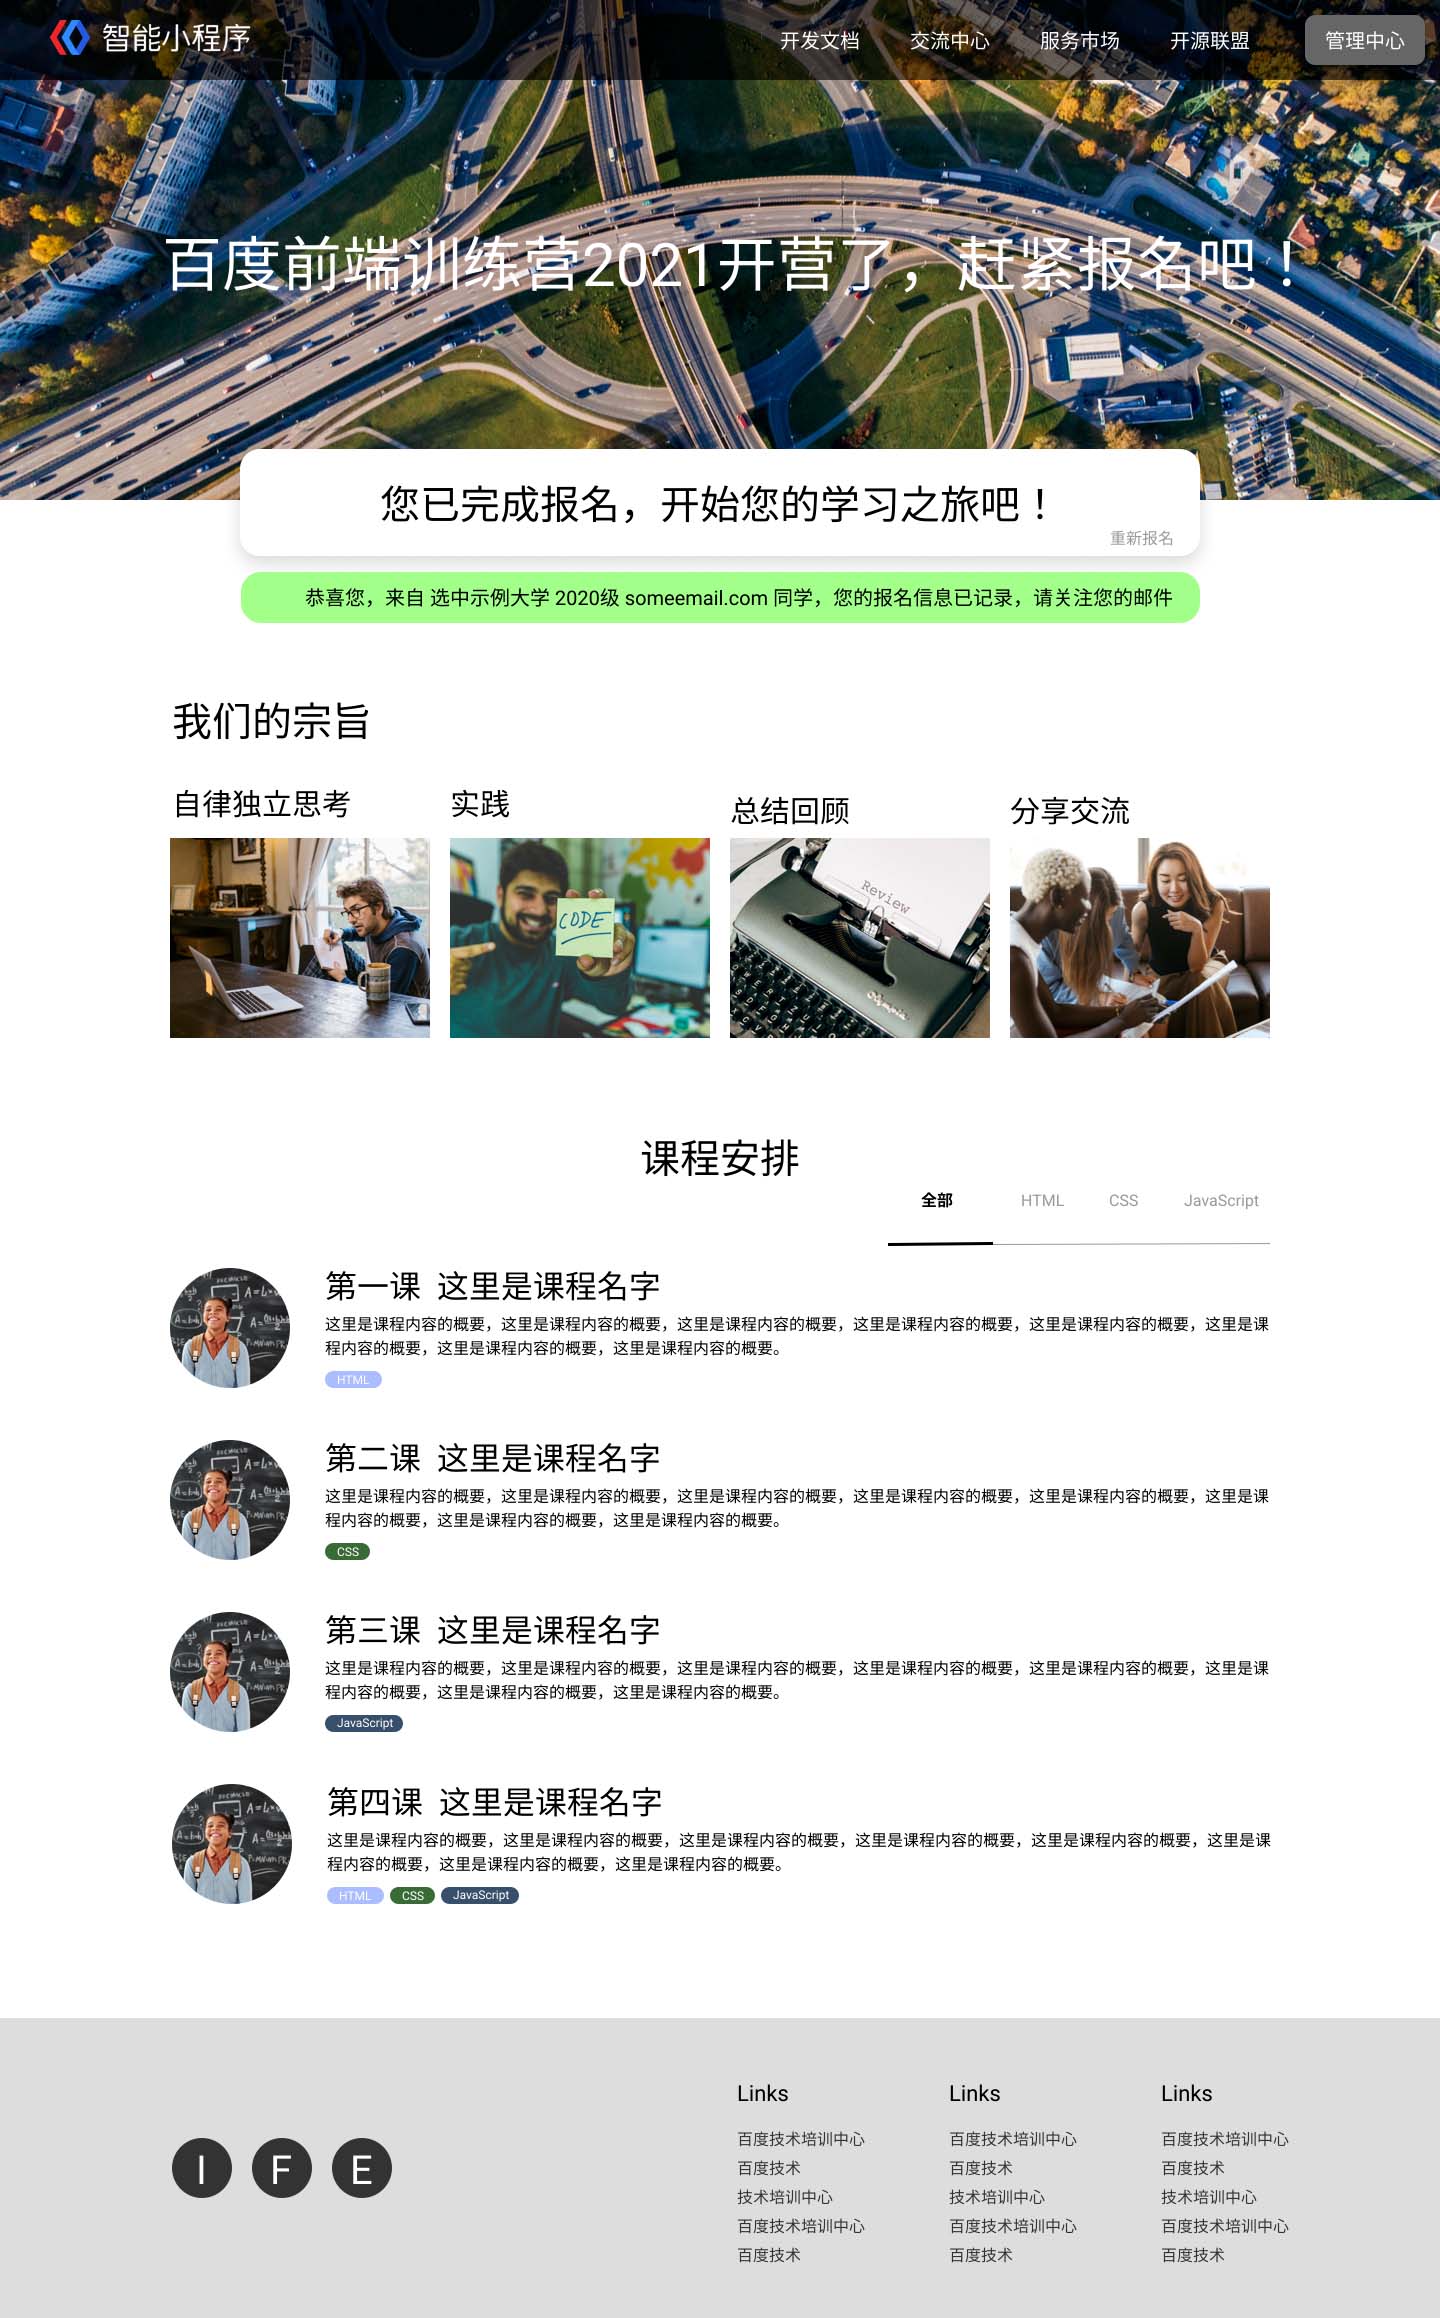 智能小程序
开发文档 交流中心 服务市场 开源联盟 管理中心
百度前端训练营2021开营了，赶紧报名吧！
您已完成报名，开始您的学习之旅吧！
重新报名
恭喜您，来自 选中示例大学 2020级 someemail.com 同学，您的报名信息已记录，请关注您的邮件
我们的宗旨
自律独立思考 实践 总结回顾 分享交流
CODE
Review
Olympia
课程安排
全部 HTML CSS JavaScript
第一课 这里是课程名字
这里是课程内容的概要，这里是课程内容的概要，这里是课程内容的概要，这里是课程内容的概要，这里是课程内容的概要，这里是课
程内容的概要，这里是课程内容的概要，这里是课程内容的概要。
HTML
第二课 这里是课程名字
这里是课程内容的概要，这里是课程内容的概要，这里是课程内容的概要，这里是课程内容的概要，这里是课程内容的概要，这里是课
程内容的概要，这里是课程内容的概要，这里是课程内容的概要。
CSS
第三课 这里是课程名字
这里是课程内容的概要，这里是课程内容的概要，这里是课程内容的概要，这里是课程内容的概要，这里是课程内容的概要，这里是课
程内容的概要，这里是课程内容的概要，这里是课程内容的概要。
JavaScript
第四课 这里是课程名字
这里是课程内容的概要，这里是课程内容的概要，这里是课程内容的概要，这里是课程内容的概要，这里是课程内容的概要，这里是课
程内容的概要，这里是课程内容的概要，这里是课程内容的概要。
HTML CSS JavaScript
I F E
Links
百度技术培训中心
百度技术
技术培训中心
百度技术培训中心
百度技术
Links
百度技术培训中心
百度技术
技术培训中心
百度技术培训中心
百度技术
Links
百度技术培训中心
百度技术
技术培训中心
百度技术培训中心
百度技术